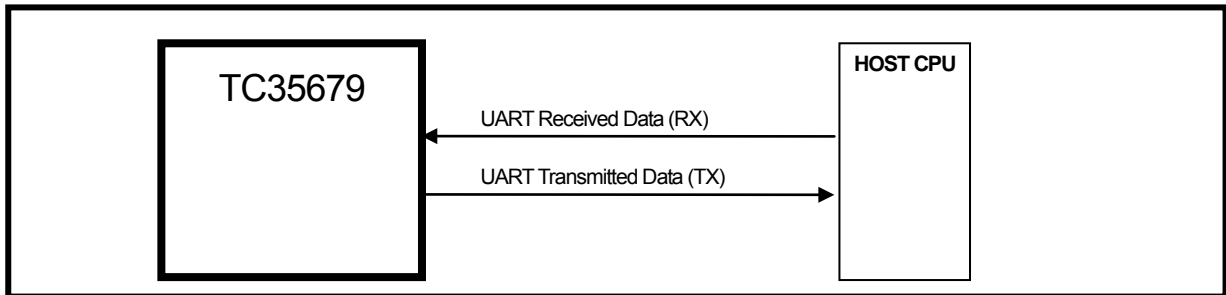 TC35679
HOST CPU
UART Received Data (RX)
UART Transmitted Data (TX)